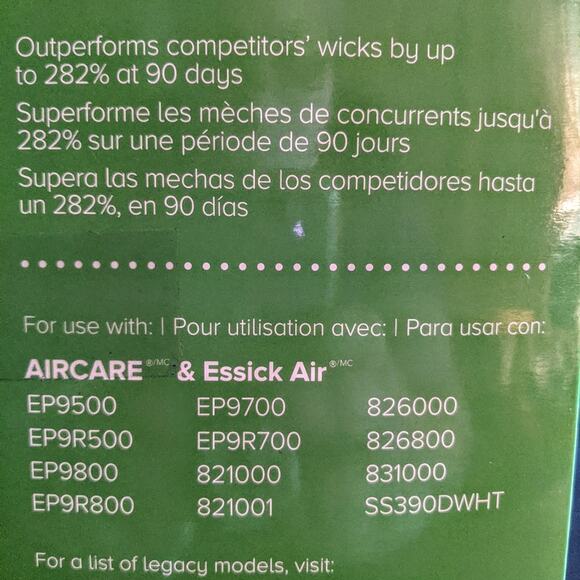 Outperforms competitors' wicks by up
to 282% at 90 days
Superforme les mèches de concurrents jusqu'à
282% sur une période de 90 jours
Supera las mechas de los competidores hasta
un 282%, en 90 días
For use with: | Pour utilisation avec: | Para usar con:
AIRCARE®/MC & Essick Air®/MC
EP9500 EP9700 826000
EP9R500 EP9R700 826800
EP9800 821000 831000
EP9R800 821001 SS390DWHT
For a list of legacy models, visit: